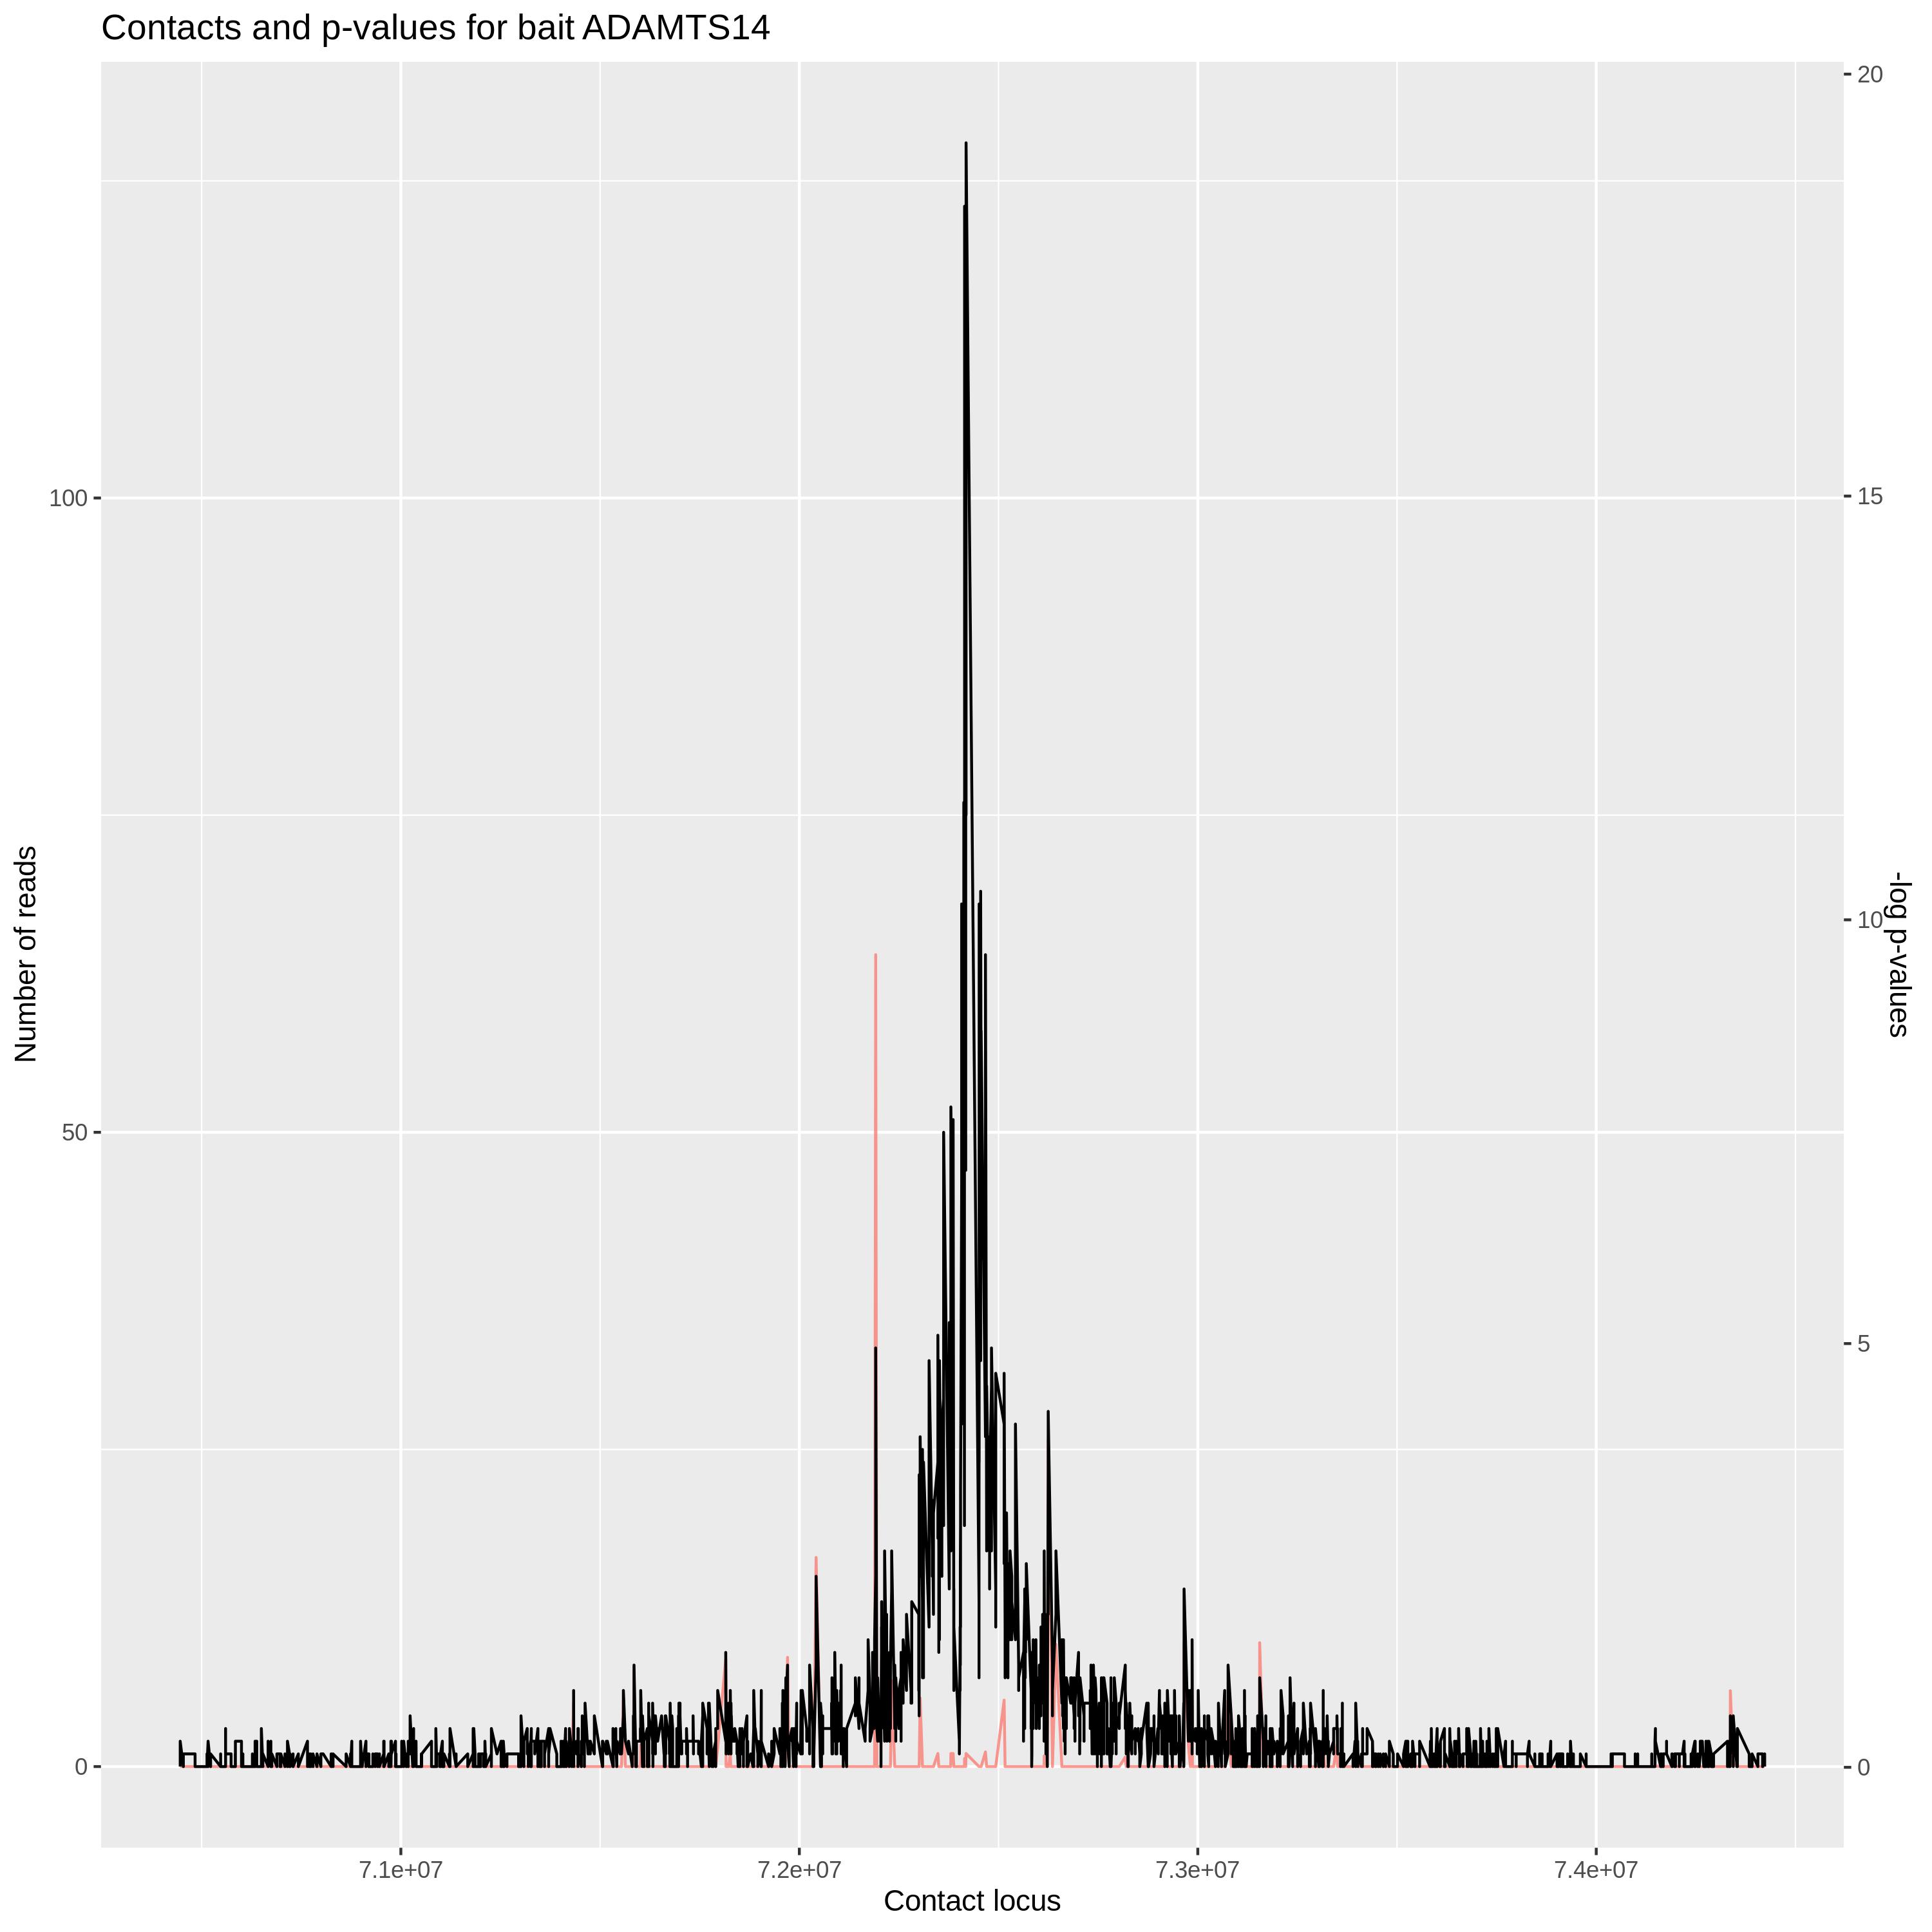 Contacts and p-values for bait ADAMTS14
20
100
15
Number of reads
10
-log p-values
50
5
0
0
7.1e+07
7.2e+07
7.3e+07
7.4e+07
Contact locus